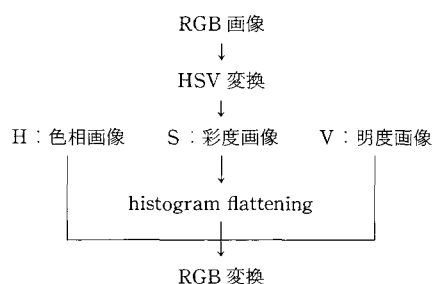 RGB 画像
↓
HSV 変換
↓
H：色相画像 S：彩度画像 V：明度画像
↓
histogram flattening
↓
RGB 変換